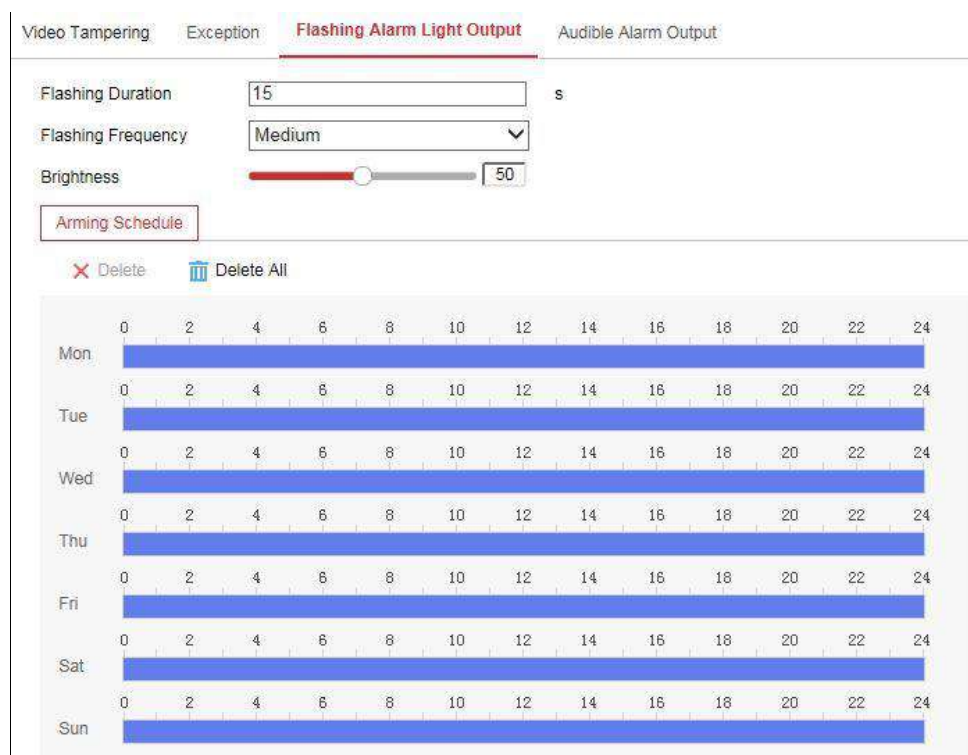 Video Tampering Exception Flashing Alarm Light Output Audible Alarm Output
Flashing Duration 15 s
Flashing Frequency Medium
Brightness 50
Arming Schedule
Delete Delete All
0 2 4 6 8 10 12 14 16 18 20 22 24
Mon
0 2 4 6 8 10 12 14 16 18 20 22 24
Tue
0 2 4 6 8 10 12 14 16 18 20 22 24
Wed
0 2 4 6 8 10 12 14 16 18 20 22 24
Thu
0 2 4 6 8 10 12 14 16 18 20 22 24
Fri
0 2 4 6 8 10 12 14 16 18 20 22 24
Sat
0 2 4 6 8 10 12 14 16 18 20 22 24
Sun